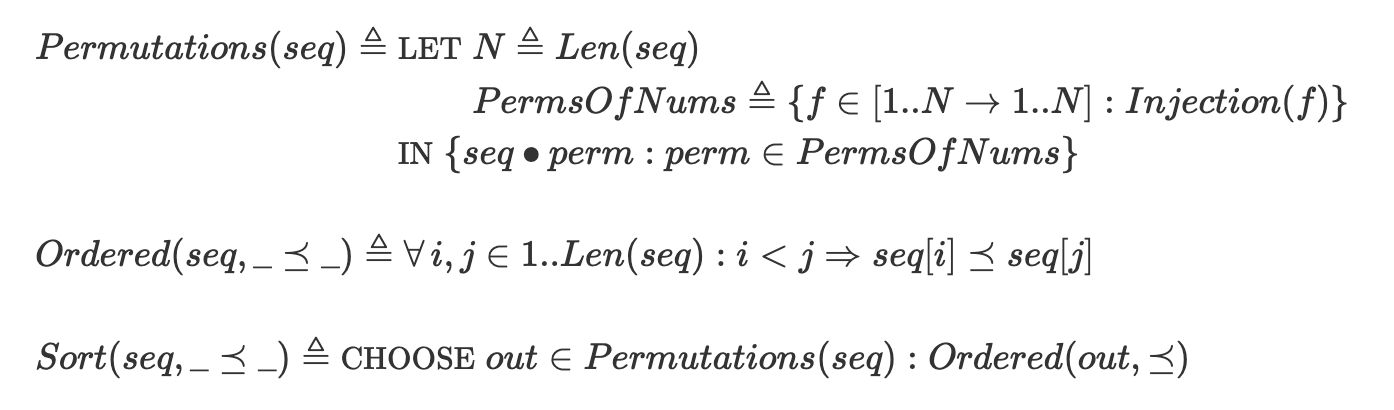 Permutations(seq) ≜ LET N ≜ Len(seq)
PermsOfNums ≜ {f ∈ [1..N → 1..N] : Injection(f)}
IN {seq • perm : perm ∈ PermsOfNums}
Ordered(seq, _ ⪯ _) ≜ ∀ i, j ∈ 1..Len(seq) : i < j ⇒ seq[i] ⪯ seq[j]
Sort(seq, _ ⪯ _) ≜ CHOOSE out ∈ Permutations(seq) : Ordered(out, ⪯)